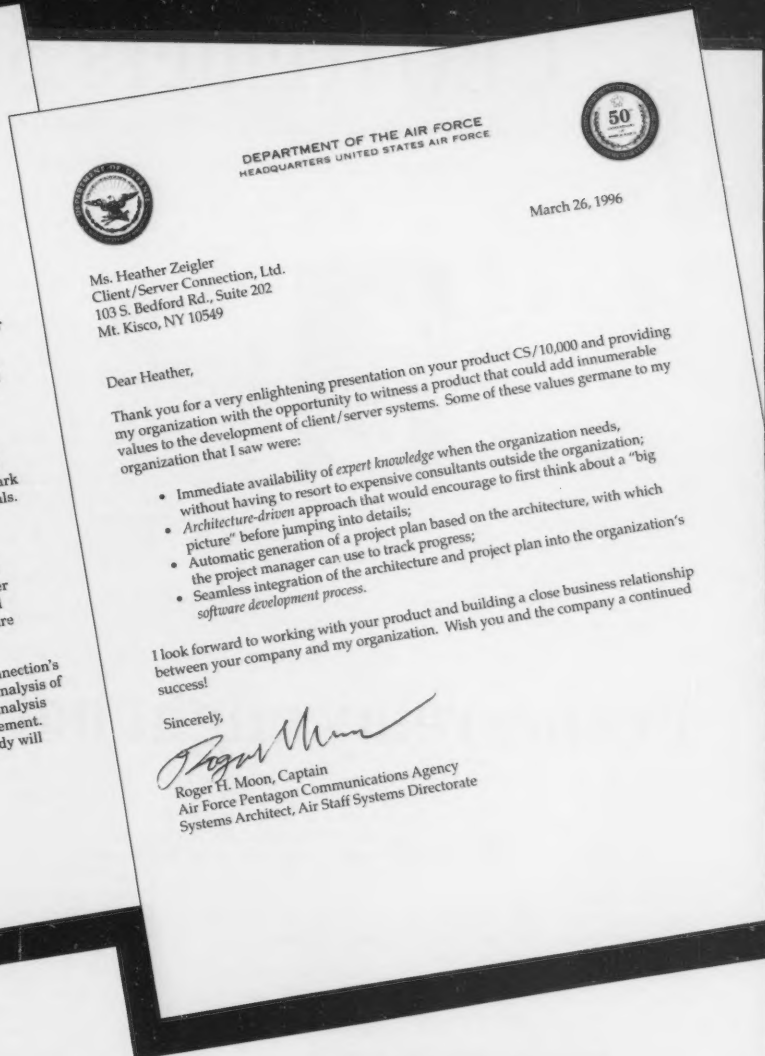 DEPARTMENT OF THE AIR FORCE
HEADQUARTERS UNITED STATES AIR FORCE
50
March 26, 1996
Ms. Heather Zeigler
Client/Server Connection, Ltd.
103 S. Bedford Rd., Suite 202
Mt. Kisco, NY 10549
Dear Heather,
Thank you for a very enlightening presentation on your product CS/10,000 and providing
my organization with the opportunity to witness a product that could add innumerable
values to the development of client/server systems. Some of these values germane to my
organization that I saw were:
• Immediate availability of expert knowledge when the organization needs,
without having to resort to expensive consultants outside the organization;
• Architecture-driven approach that would encourage to first think about a "big
picture" before jumping into details;
• Automatic generation of a project plan based on the architecture, with which
the project manager can use to track progress;
• Seamless integration of the architecture and project plan into the organization's
software development process.
I look forward to working with your product and building a close business relationship
between your company and my organization. Wish you and the company a continued
success!
Sincerely,
Roger H. Moon, Captain
Air Force Pentagon Communications Agency
Systems Architect, Air Staff Systems Directorate
ark
ls.
er
re
nnection's
nalysis of
nalysis
ement.
dy will